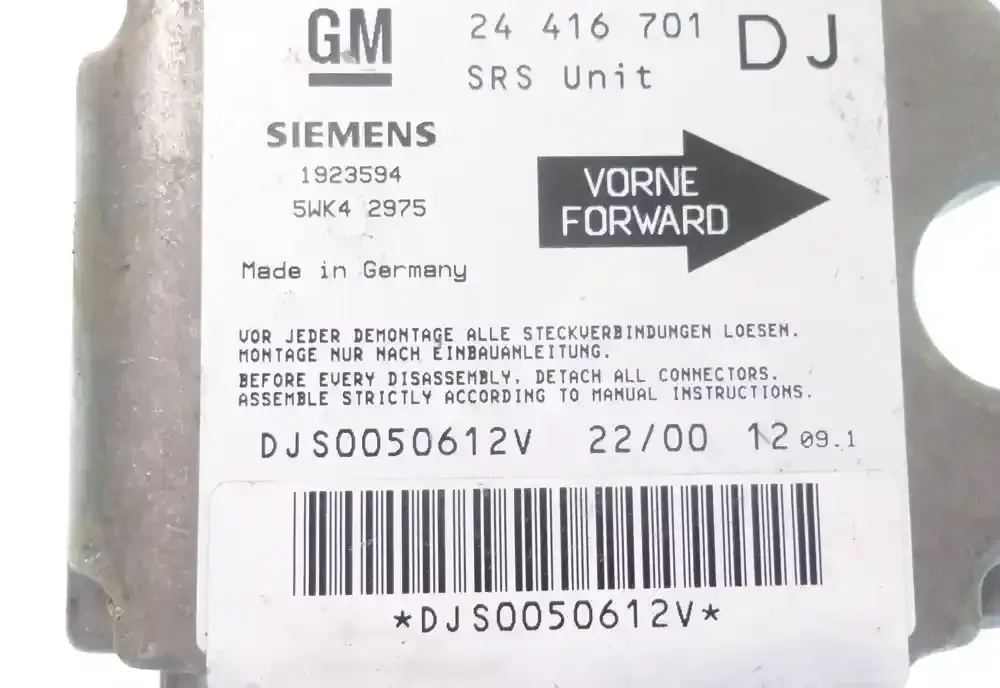 GM 24 416 701 DJ
SRS Unit
SIEMENS
1923594
5WK4 2975
VORNE
FORWARD
Made in Germany
VOR JEDER DEMONTAGE ALLE STECKVERBINDUNGEN LOESEN.
MONTAGE NUR NACH EINBAUANLEITUNG.
BEFORE EVERY DISASSEMBLY, DETACH ALL CONNECTORS.
ASSEMBLE STRICTLY ACCORDING TO MANUAL INSTRUCTIONS.
DJS0050612V 22/00 12 09.1
*DJS0050612V*